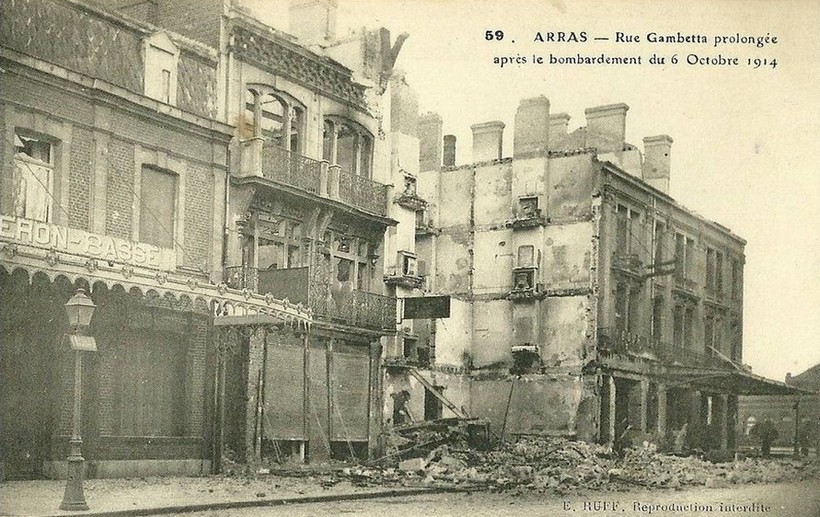 59. ARRAS — Rue Gambetta prolongée
après le bombardement du 6 Octobre 1914
ERON-BASSE
E. RUFF. Reproduction interdite